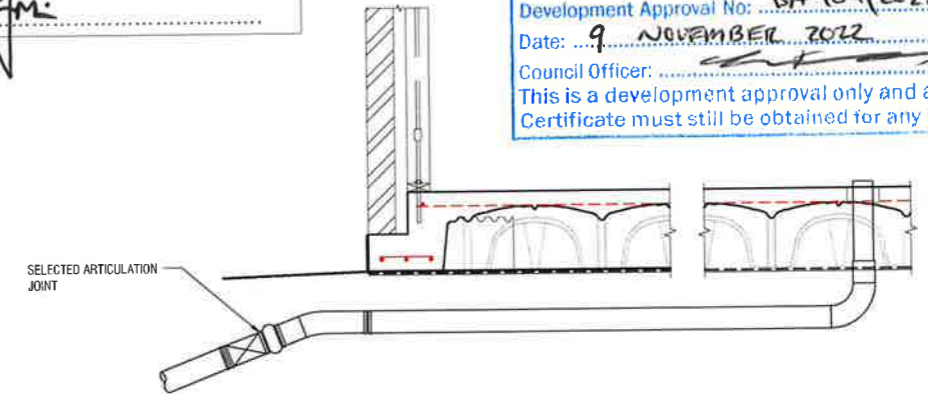 Development Approval No:
Date: 9 NOVEMBER 2022
Council Officer:
This is a development approval only and a
Certificate must still be obtained for any
SELECTED ARTICULATION
JOINT